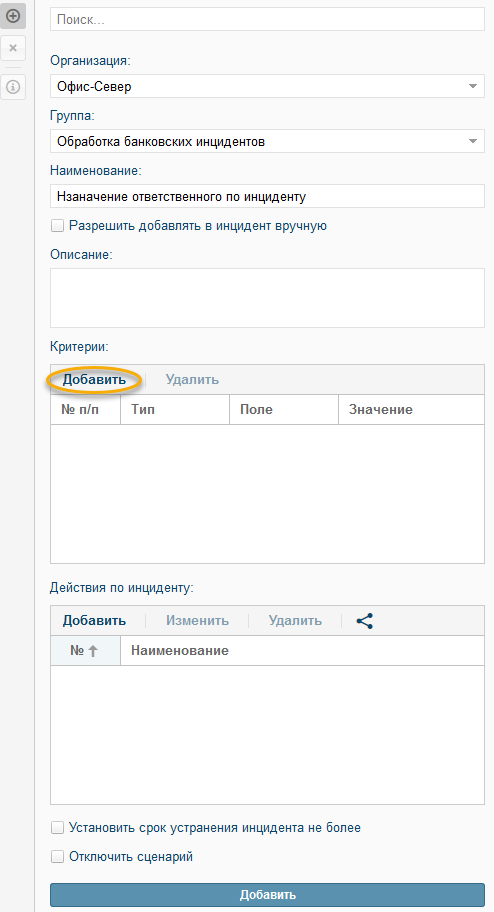 Поиск...
Организация:
Офис-Север
Группа:
Обработка банковских инцидентов
Наименование:
Нзаначение ответственного по инциденту
Разрешить добавлять в инцидент вручную
Описание:
Критерии:
Добавить Удалить
№ п/п Тип Поле Значение
Действия по инциденту:
Добавить Изменить Удалить
№ Наименование
Установить срок устранения инцидента не более
Отключить сценарий
Добавить